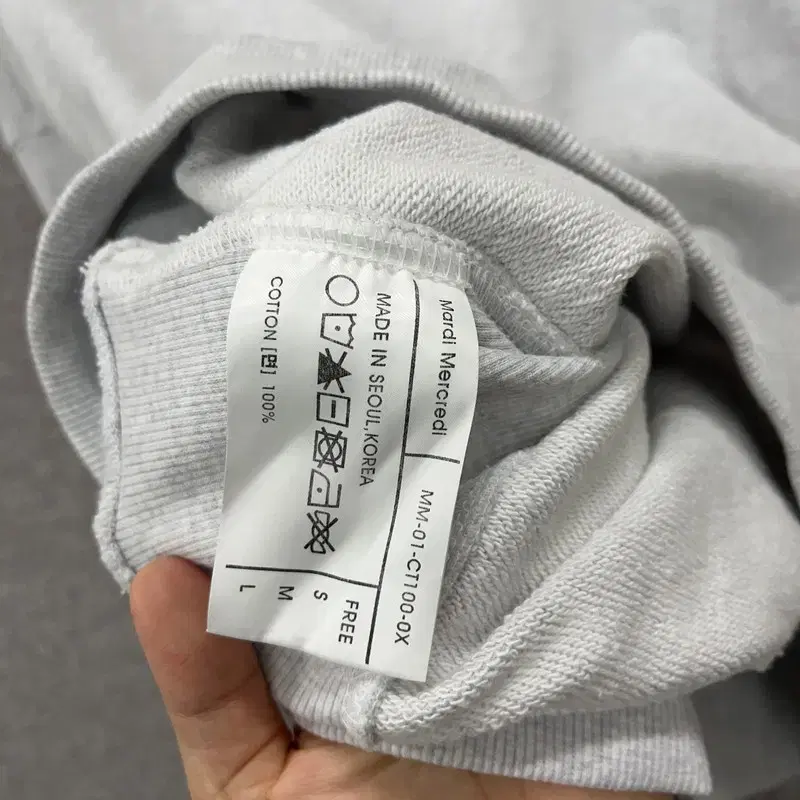 Mardi Mercredi
MM-01-CT100-0X
MADE IN SEOUL,KOREA
COTTON [면] 100%
FREE
S
M
L